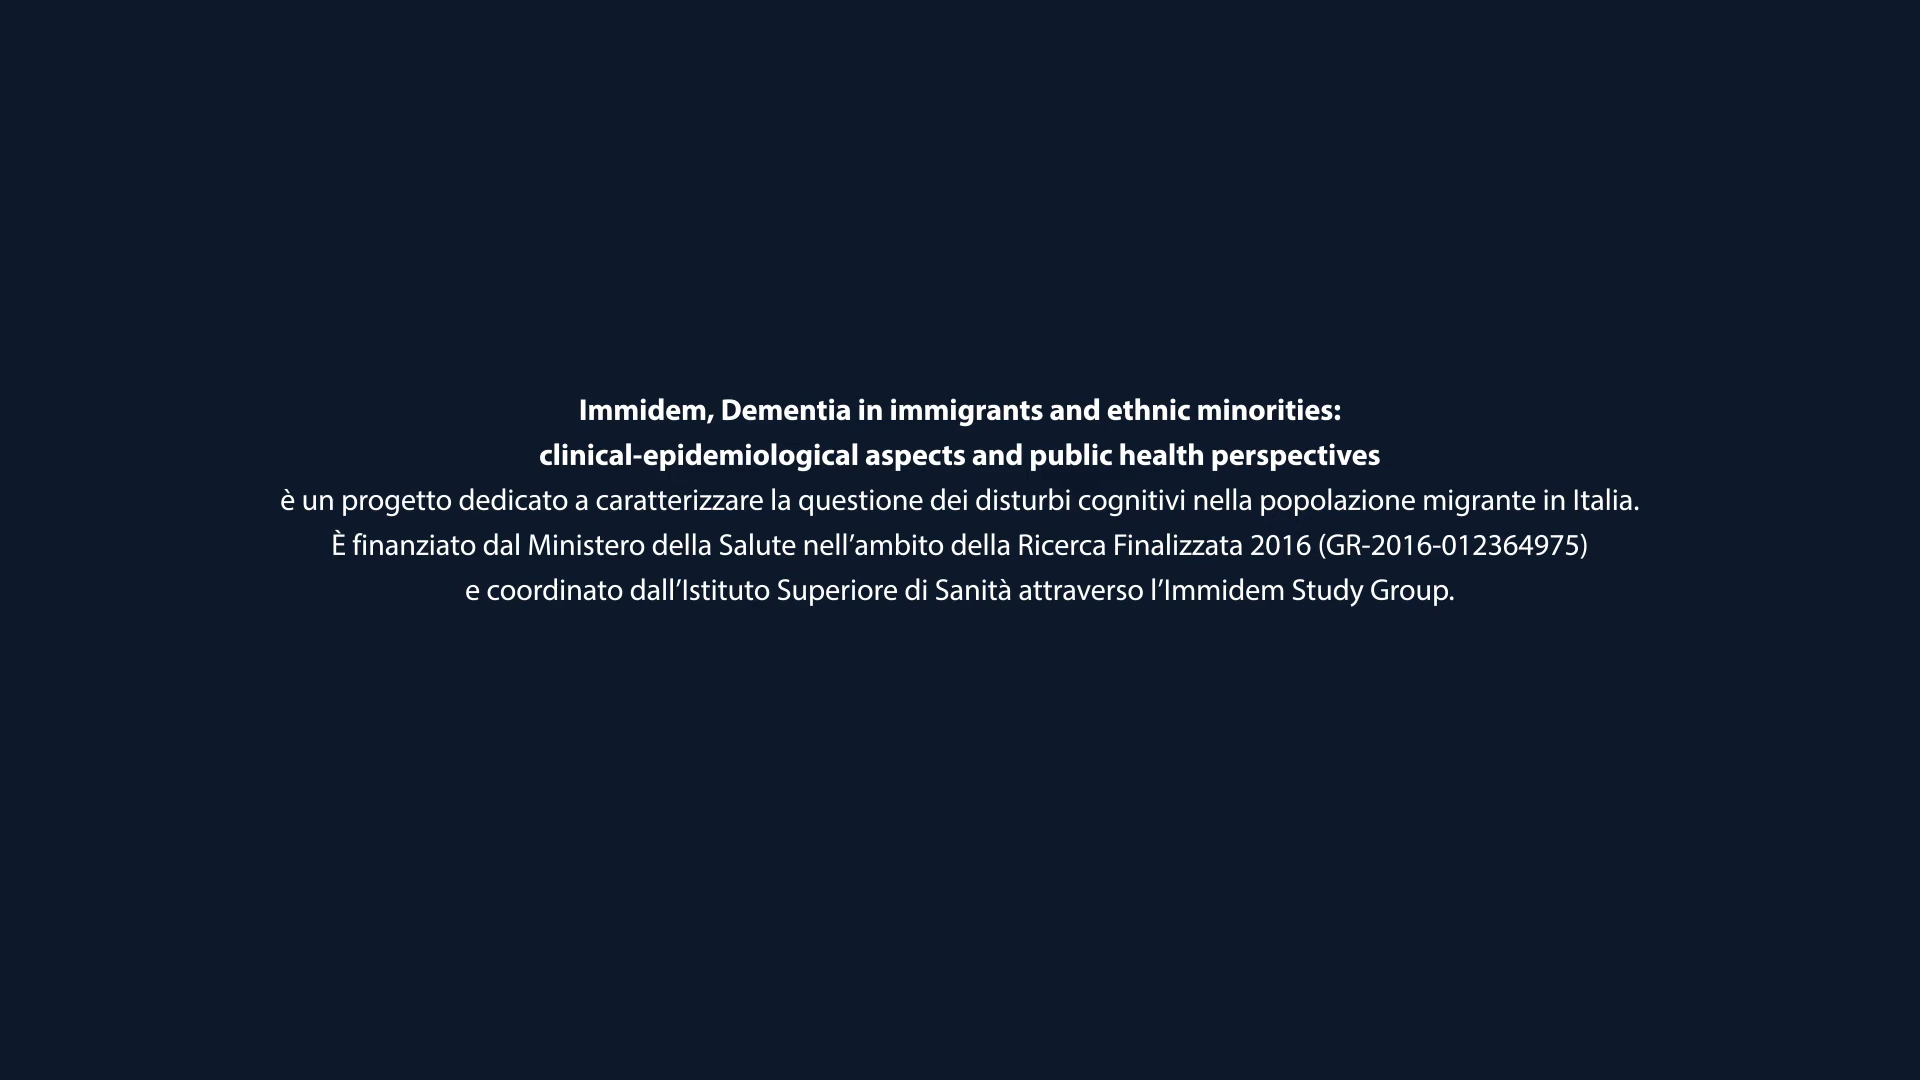 Immidem, Dementia in immigrants and ethnic minorities:
clinical-epidemiological aspects and public health perspectives
è un progetto dedicato a caratterizzare la questione dei disturbi cognitivi nella popolazione migrante in Italia.
È finanziato dal Ministero della Salute nell’ambito della Ricerca Finalizzata 2016 (GR-2016-012364975)
e coordinato dall’Istituto Superiore di Sanità attraverso l’Immidem Study Group.